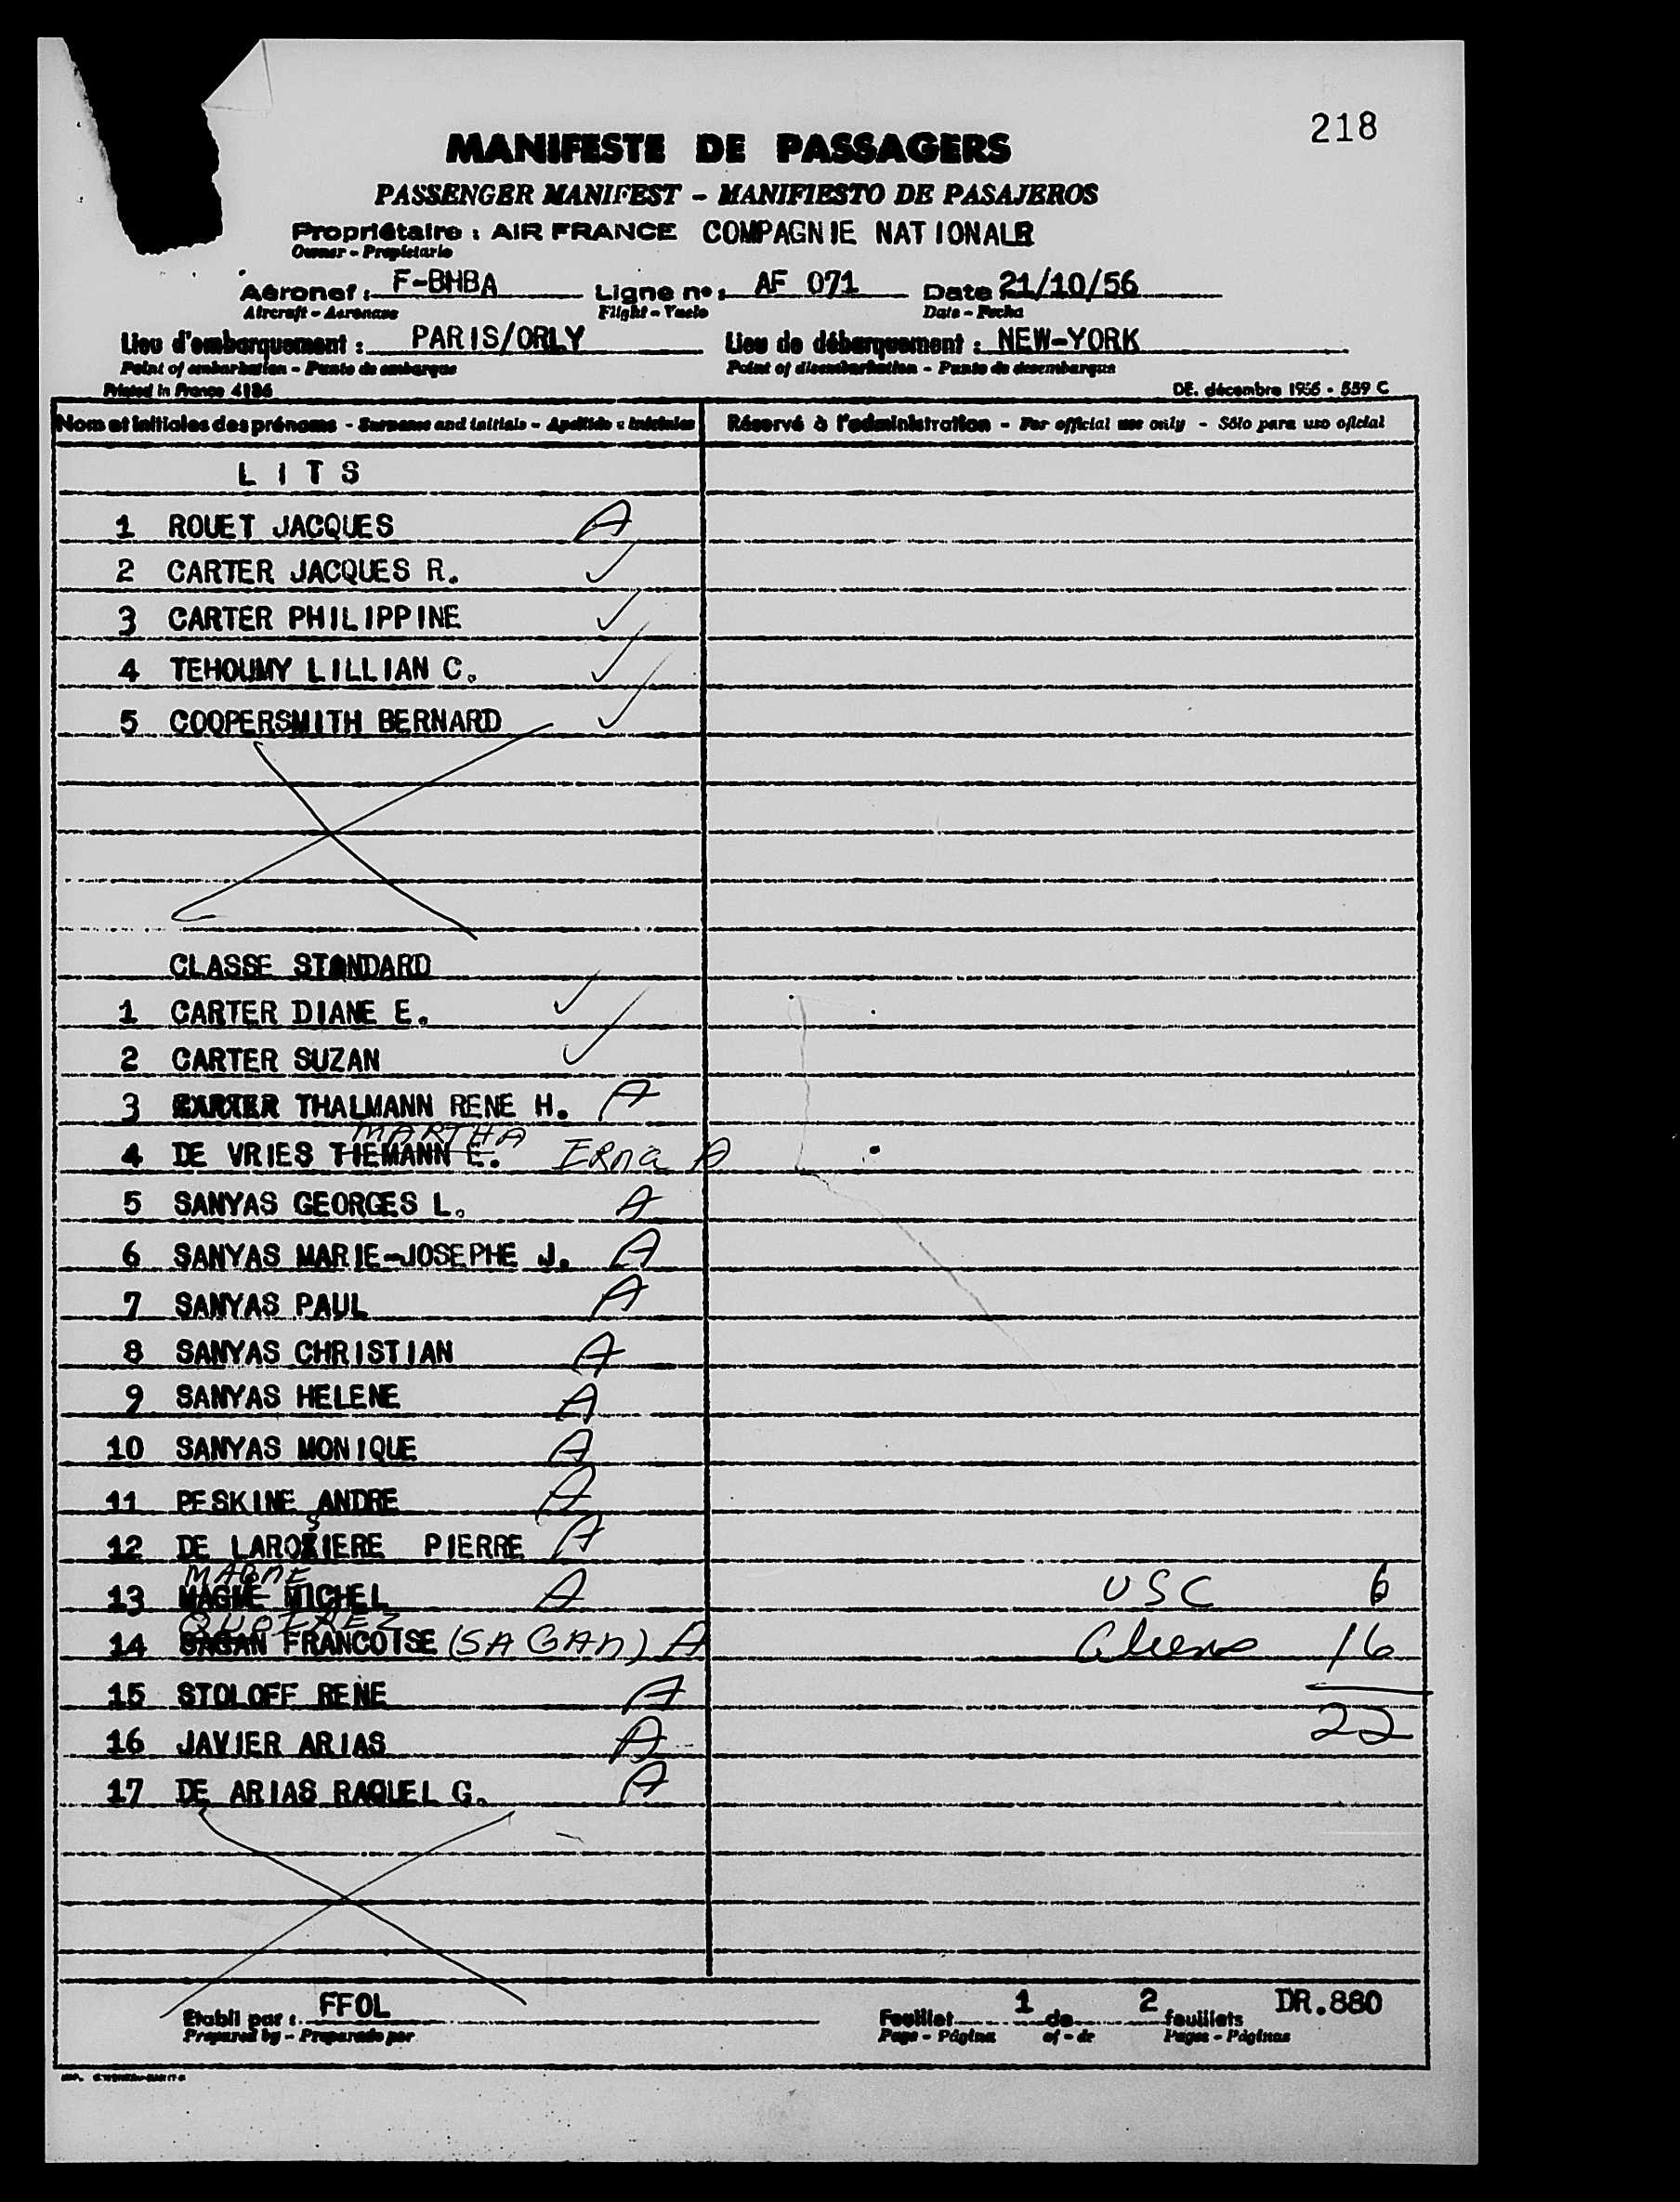 218
MANIFESTE DE PASSAGERS
PASSENGER MANIFEST - MANIFIESTO DE PASAJEROS
Propriétaire : AIR FRANCE COMPAGNIE NATIONALE
Owner - Propietario
Aéronef : F-BHBA Ligne n° : AF 071 Date 21/10/56
Aircraft - Aeronave Flight - Vuelo Date - Fecha
Lieu d'embarquement : PARIS/ORLY Lieu de débarquement : NEW-YORK
Point of embarkation - Punto de embarque Point of disembarkation - Punto de desembarque
Printed in France 4186 DE. décembre 1955 - 559 C
Nom et initiales des prénoms - Surname and initials - Apellido e iniciales Réservé à l'administration - For official use only - Sólo para uso oficial
LITS
1 ROUET JACQUES A
2 CARTER JACQUES R. ✓
3 CARTER PHILIPPINE ✓
4 TEHOUMY LILLIAN C. ✓
5 COOPERSMITH BERNARD ✓
CLASSE STANDARD
1 CARTER DIANE E. ✓
2 CARTER SUZAN ✓
3 THALMANN RENE H. A
MARTHA
4 DE VRIES TIEMANN E. ERna A
5 SANYAS GEORGES L. A
6 SANYAS MARIE-JOSEPHE J. A
7 SANYAS PAUL A
8 SANYAS CHRISTIAN A
9 SANYAS HELENE A
10 SANYAS MONIQUE A
11 PESKINE ANDRE A
12 DE LAROSIERE PIERRE A
MAGNE
13 MAGME MICHEL A USC 6
QUOIREZ
14 SAGAN FRANCOISE (SAGAN) A Aliens 16
15 STOLOFF RENE A
22
16 JAVIER ARIAS A
17 DE ARIAS RAQUEL G. A
Etabli par : FFOL Feuillet 1 de 2 feuillets DR.880
Prepared by - Preparado por Page - Página of - de Pages - Páginas